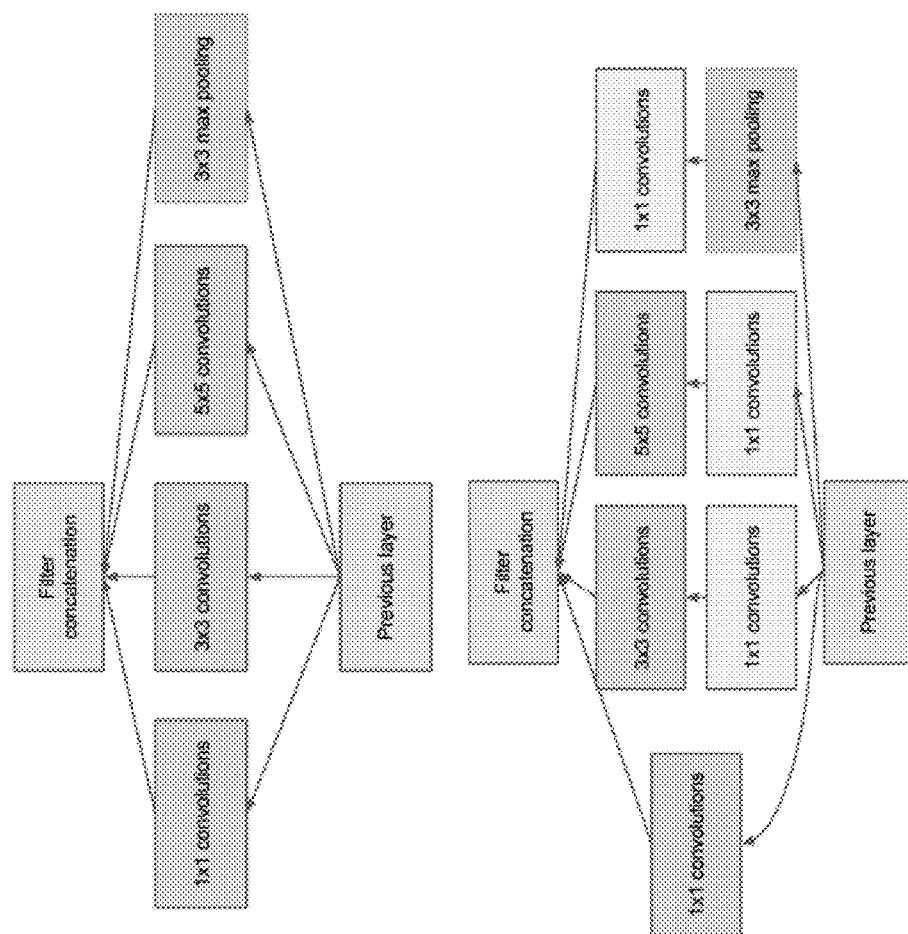 Filter
concatenation
1x1 convolutions
3x3 convolutions
5x5 convolutions
3x3 max pooling
Previous layer
Filter
concatenation
1x1 convolutions
3x3 convolutions
5x5 convolutions
1x1 convolutions
1x1 convolutions
1x1 convolutions
3x3 max pooling
Previous layer